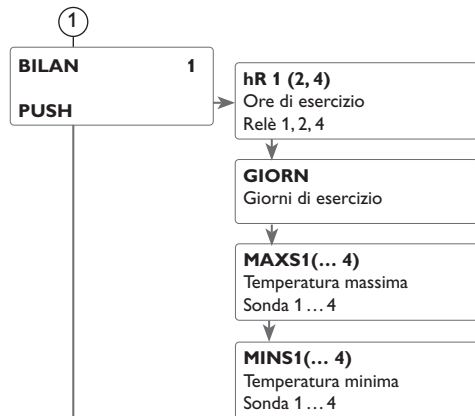 1
BILAN 1
PUSH
hR 1 (2, 4)
Ore di esercizio
Relè 1, 2, 4
GIORN
Giorni di esercizio
MAXS1(… 4)
Temperatura massima
Sonda 1 … 4
MINS1(… 4)
Temperatura minima
Sonda 1 … 4